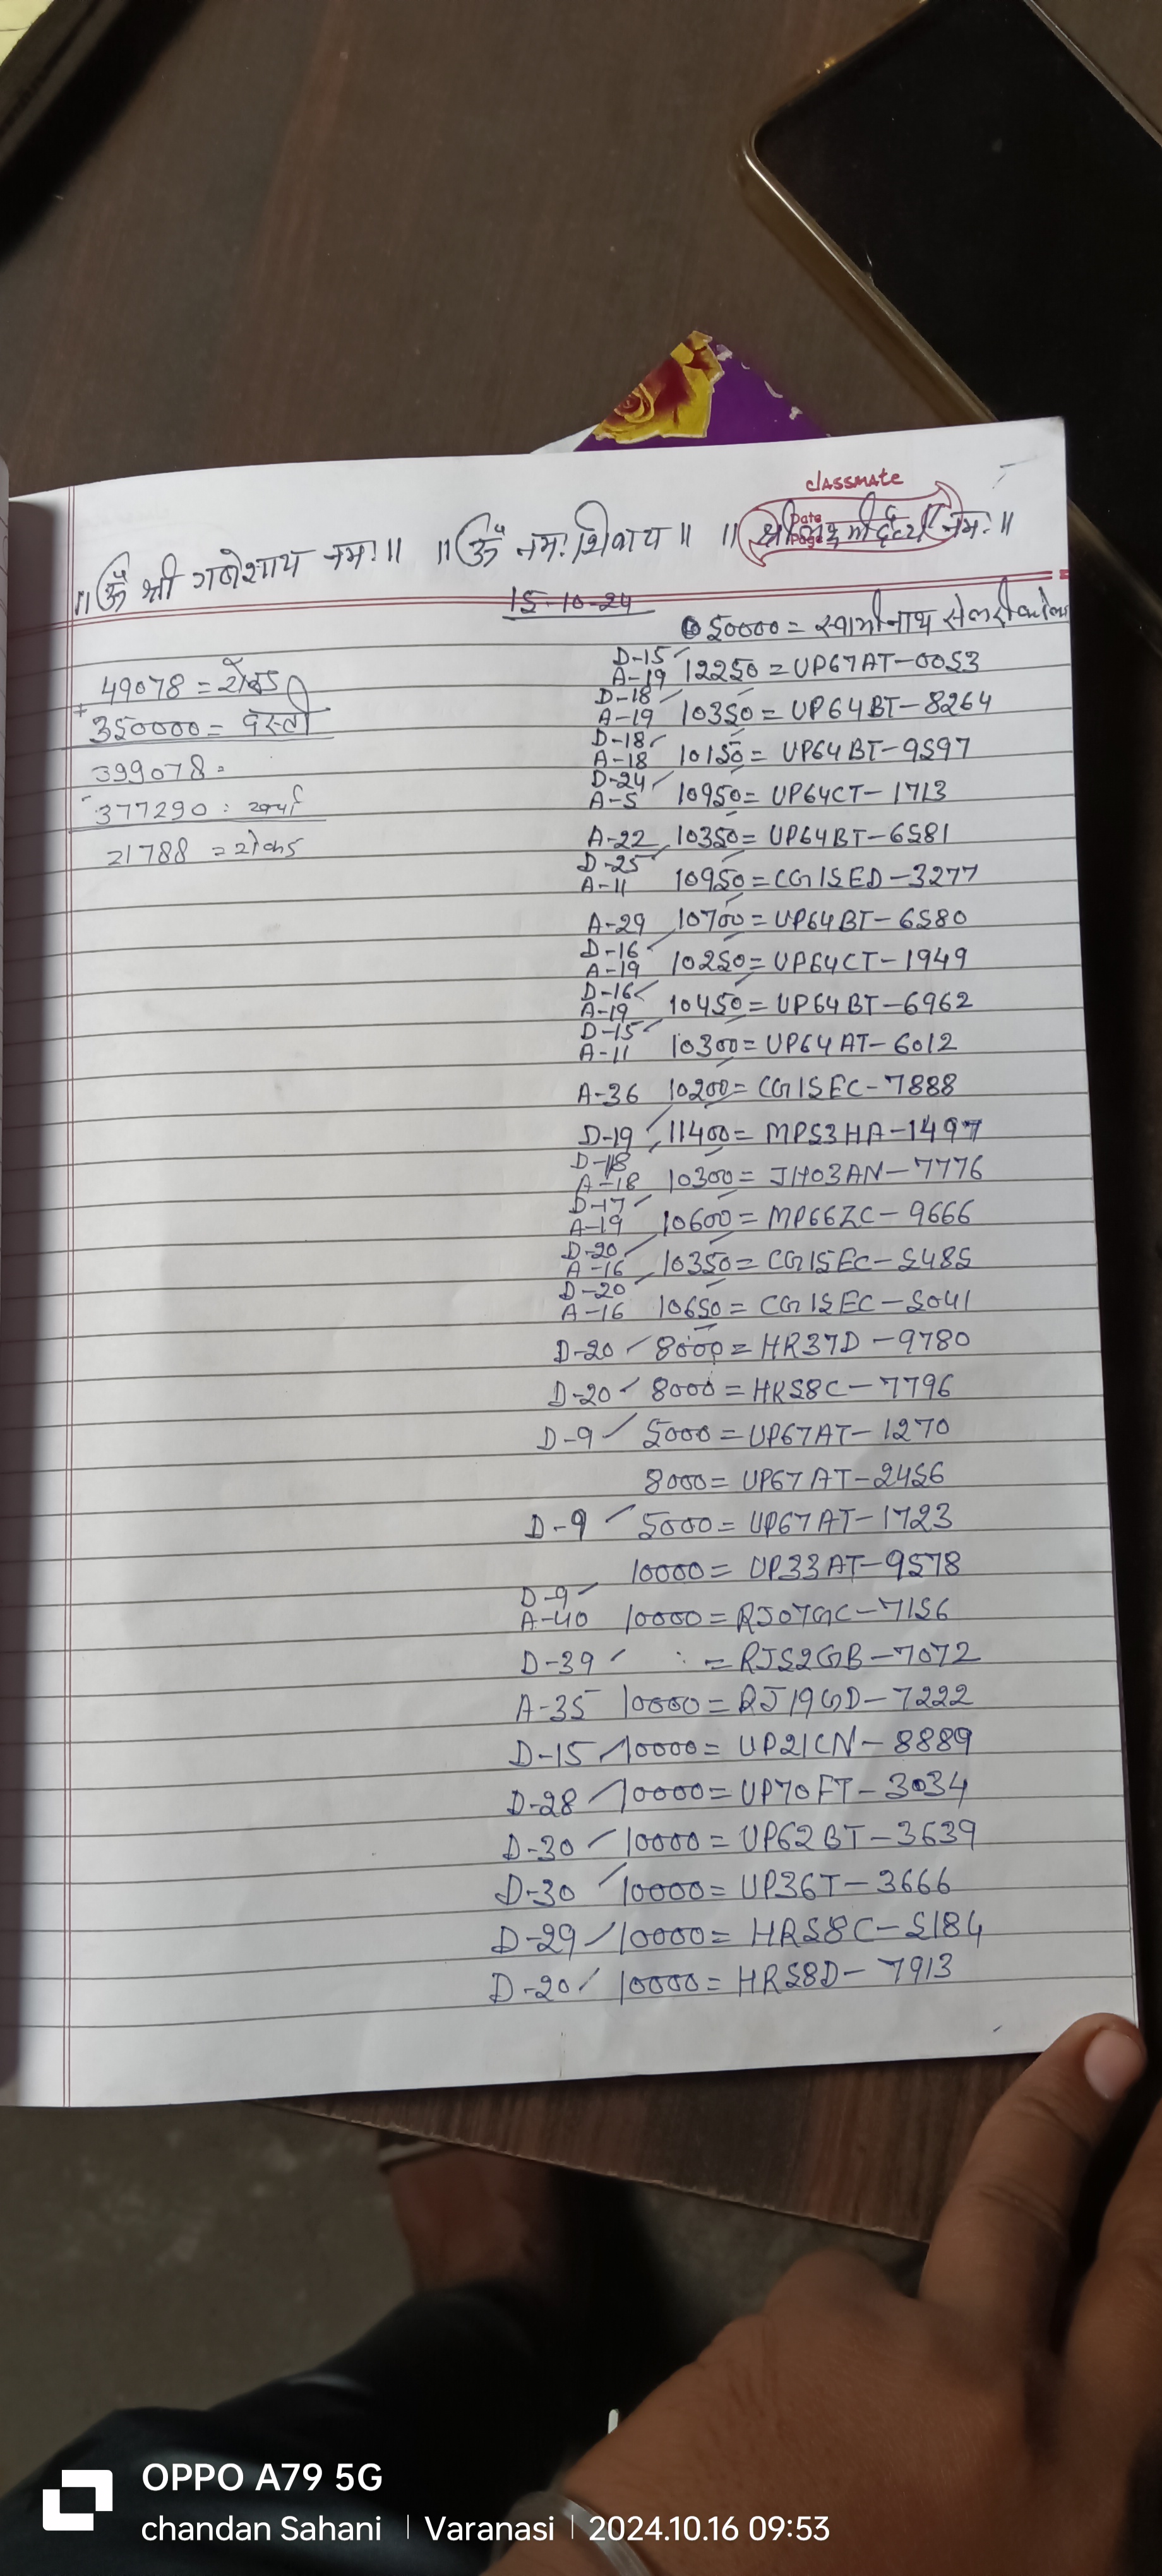 classmate
Date
Page
॥ ॐ श्री गणेशाय नमः॥ ॥ ॐ नमः शिवाय ॥ ॥ श्री नमः॥
15-10-24
50000 = स्वामीनाथ
49078 = रोकड़
+ 350000 = दस्ती
399078 =
- 377290 = खर्चा
21788 = रोकड
D-15
A-19 12250 = UP67AT-0053
D-18
A-19 10350 = UP64BT-8264
D-18
A-18 10150 = UP64BT-9597
D-24
A-5 10950 = UP64CT-1713
A-22 10350 = UP64BT-6581
D-25
A-11 10950 = CG15ED-3277
A-29 10700 = UP64BT-6580
D-16
A-19 10250 = UP64CT-1949
D-16
A-19 10450 = UP64BT-6962
D-15
A-11 10300 = UP64AT-6012
A-36 10200 = CG15EC-7888
D-19 11400 = MP53HA-1497
D-18
A-18 10300 = JH03AN-7776
D-17
A-19 10600 = MP66ZC-9666
D-20
A-16 10350 = CG15EC-5485
D-20
A-16 10650 = CG15EC-5041
D-20 8000 = HR37D-9780
D-20 8000 = HR58C-7796
D-9 5000 = UP67AT-1270
8000 = UP67AT-2456
D-9 5000 = UP67AT-1723
10000 = UP33AT-9578
D-9
A-40 10000 = RJ07GC-7156
D-39 = RJ52GB-7072
A-35 10000 = RJ19GD-7222
D-15 10000 = UP21CN-8889
D-28 10000 = UP70FT-3034
D-30 10000 = UP62BT-3639
D-30 10000 = UP36T-3666
D-29 10000 = HR58C-5184
D-20 10000 = HR58D-7913
OPPO A79 5G
chandan Sahani | Varanasi | 2024.10.16 09:53